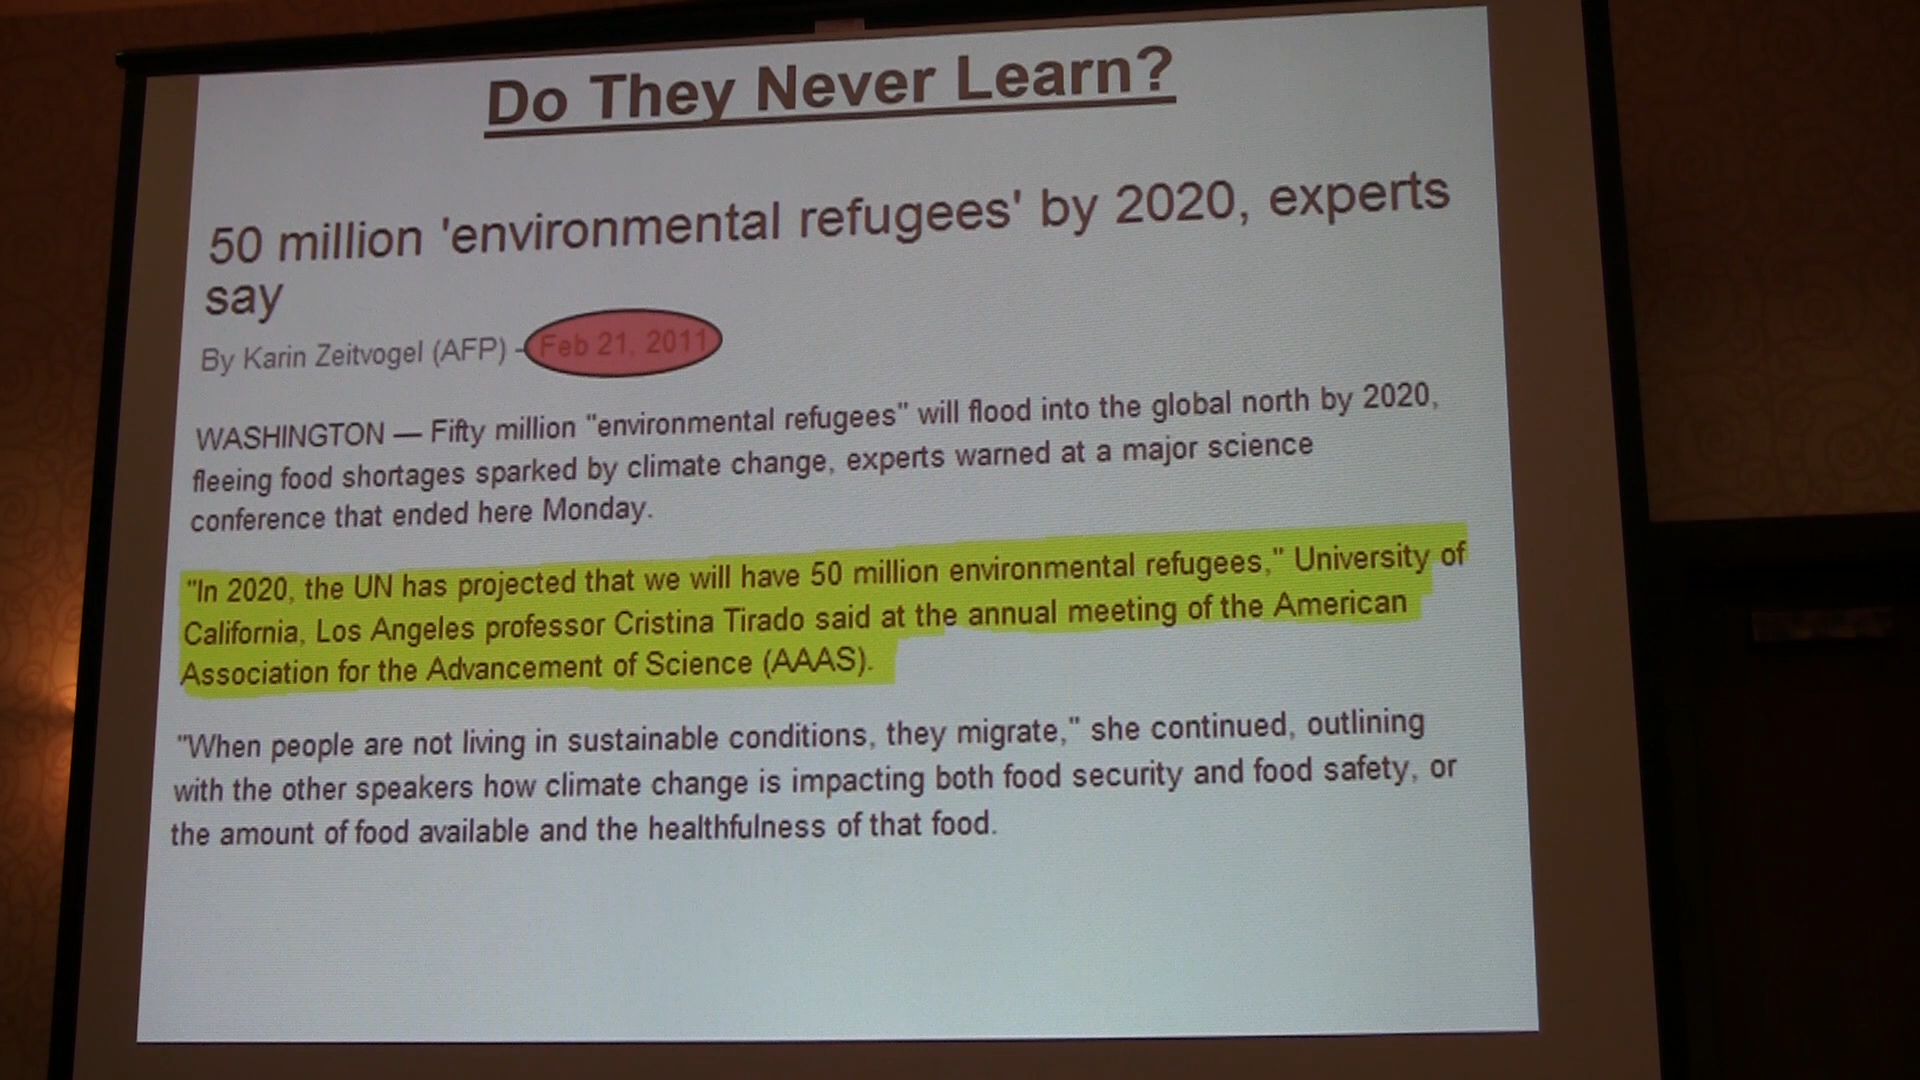 Do They Never Learn?
50 million 'environmental refugees' by 2020, experts
say
By Karin Zeitvogel (AFP) - Feb 21, 2011
WASHINGTON — Fifty million "environmental refugees" will flood into the global north by 2020,
fleeing food shortages sparked by climate change, experts warned at a major science
conference that ended here Monday.
"In 2020, the UN has projected that we will have 50 million environmental refugees," University of
California, Los Angeles professor Cristina Tirado said at the annual meeting of the American
Association for the Advancement of Science (AAAS).
"When people are not living in sustainable conditions, they migrate," she continued, outlining
with the other speakers how climate change is impacting both food security and food safety, or
the amount of food available and the healthfulness of that food.